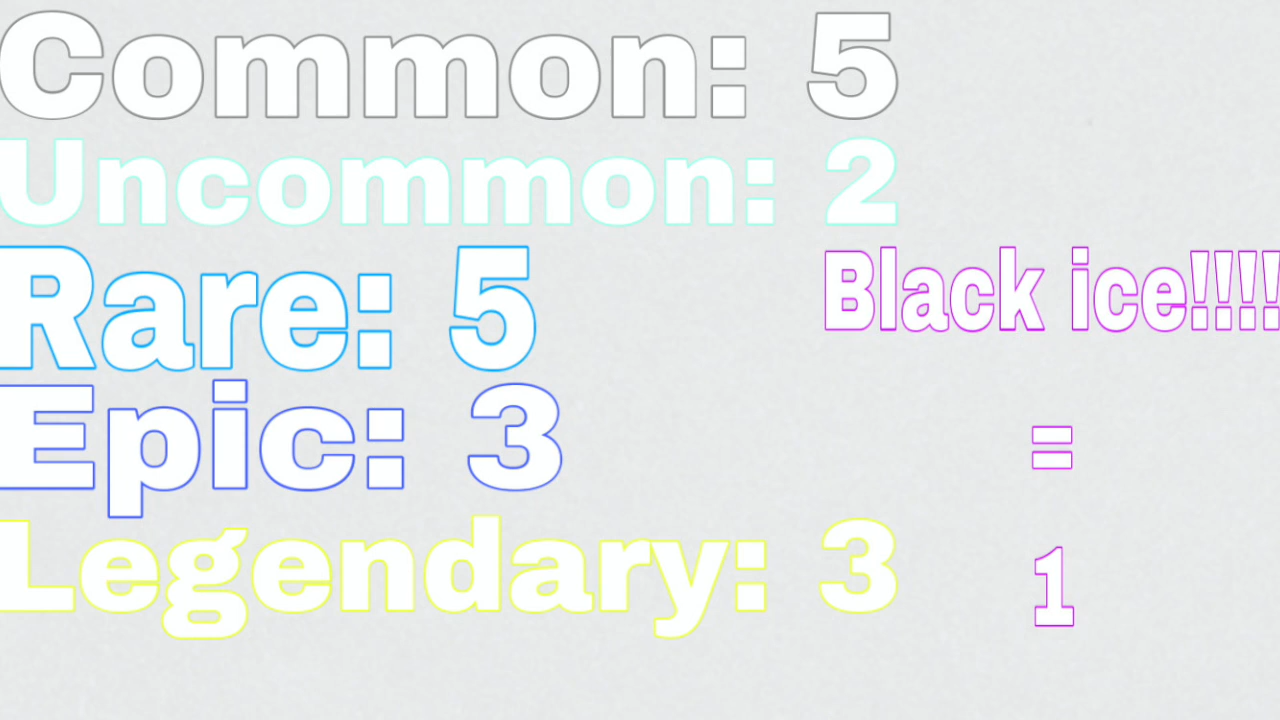 Common: 5
Uncommon: 2
Rare: 5
Epic: 3
Legendary: 3
Black ice!!!!
=
1